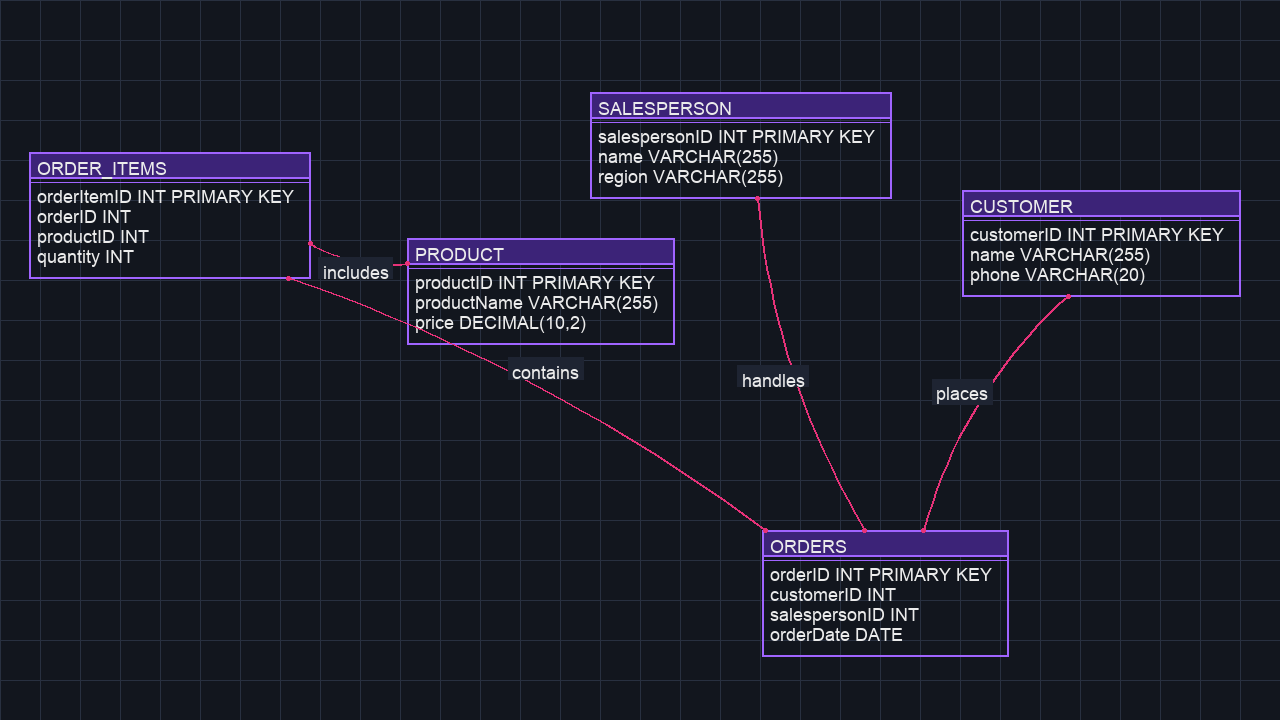 SALESPERSON
salespersonID INT PRIMARY KEY
name VARCHAR(255)
region VARCHAR(255)
ORDER_ITEMS
orderItemID INT PRIMARY KEY
orderID INT
productID INT
quantity INT
CUSTOMER
customerID INT PRIMARY KEY
name VARCHAR(255)
phone VARCHAR(20)
PRODUCT
productID INT PRIMARY KEY
productName VARCHAR(255)
price DECIMAL(10,2)
includes
contains
handles
places
ORDERS
orderID INT PRIMARY KEY
customerID INT
salespersonID INT
orderDate DATE